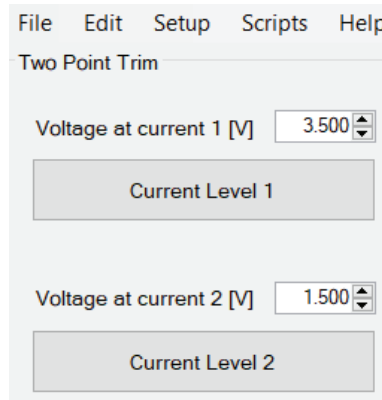 File Edit Setup Scripts Help
Two Point Trim
Voltage at current 1 [V] 3.500
Current Level 1
Voltage at current 2 [V] 1.500
Current Level 2